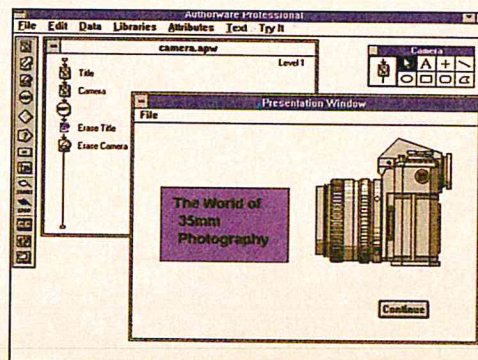 Authorware Professional
File Edit Data Libraries Attributes Text Try It
camera.apw
Level 1
Title
Camera
Erase Title
Erase Camera
Camera
A
Presentation Window
File
The World of
35mm
Photography
Continue